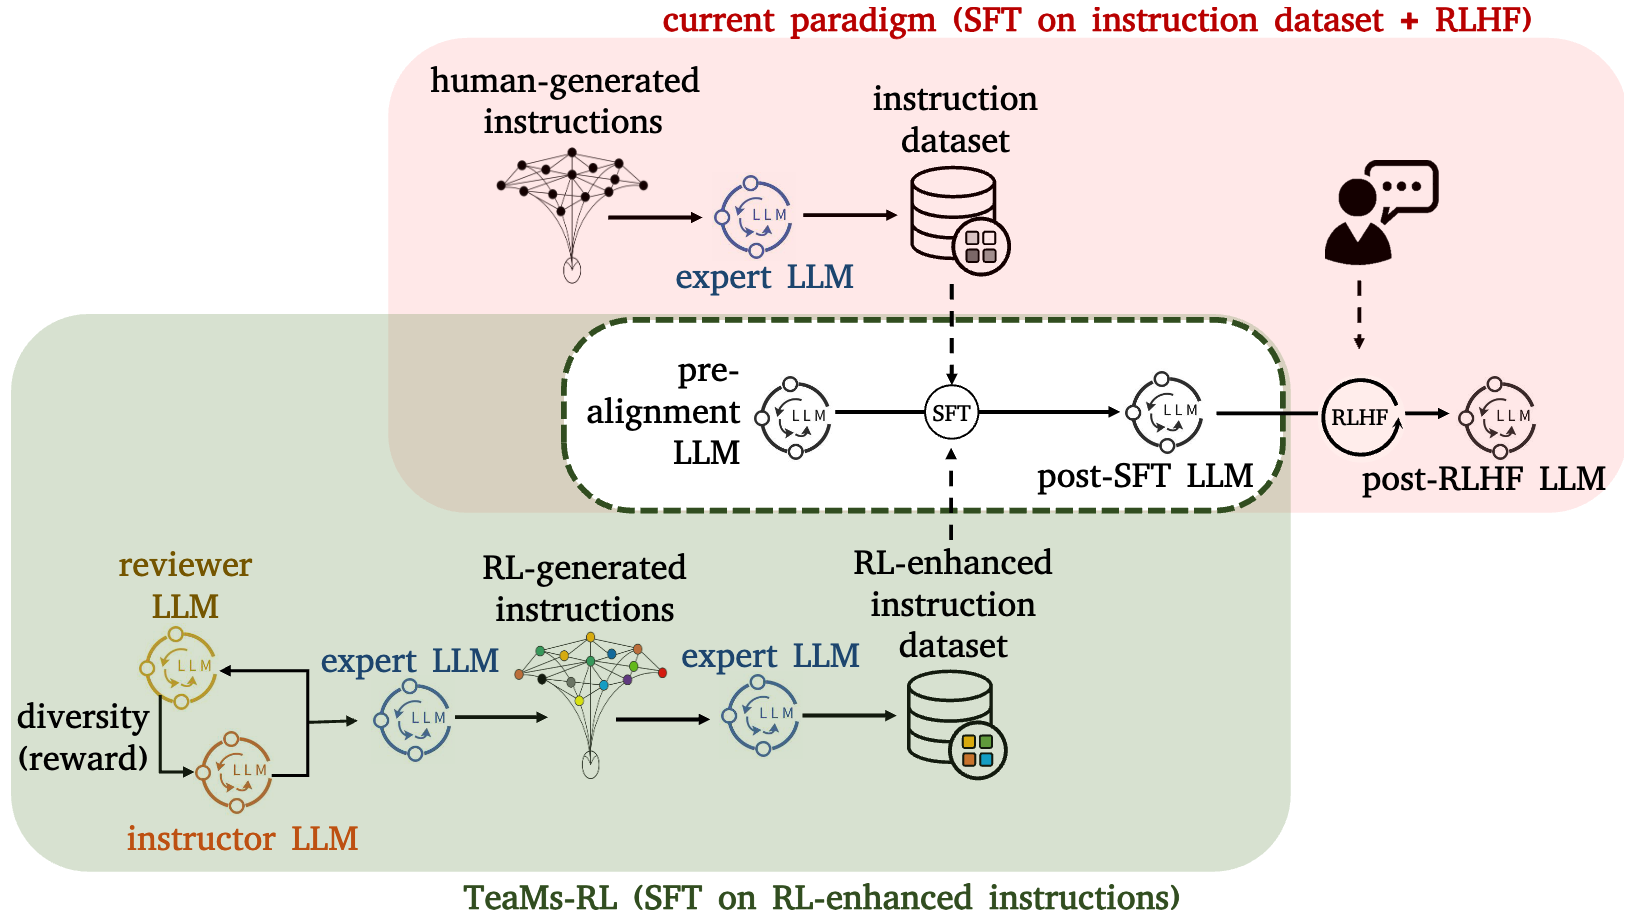 current paradigm (SFT on instruction dataset + RLHF)
human-generated
instructions
instruction
dataset
LLM
expert LLM
pre-
alignment
LLM
LLM
SFT
LLM
post-SFT LLM
RLHF
LLM
post-RLHF LLM
reviewer
LLM
LLM
diversity
(reward)
LLM
instructor LLM
expert LLM
LLM
RL-generated
instructions
expert LLM
LLM
RL-enhanced
instruction
dataset
TeaMs-RL (SFT on RL-enhanced instructions)